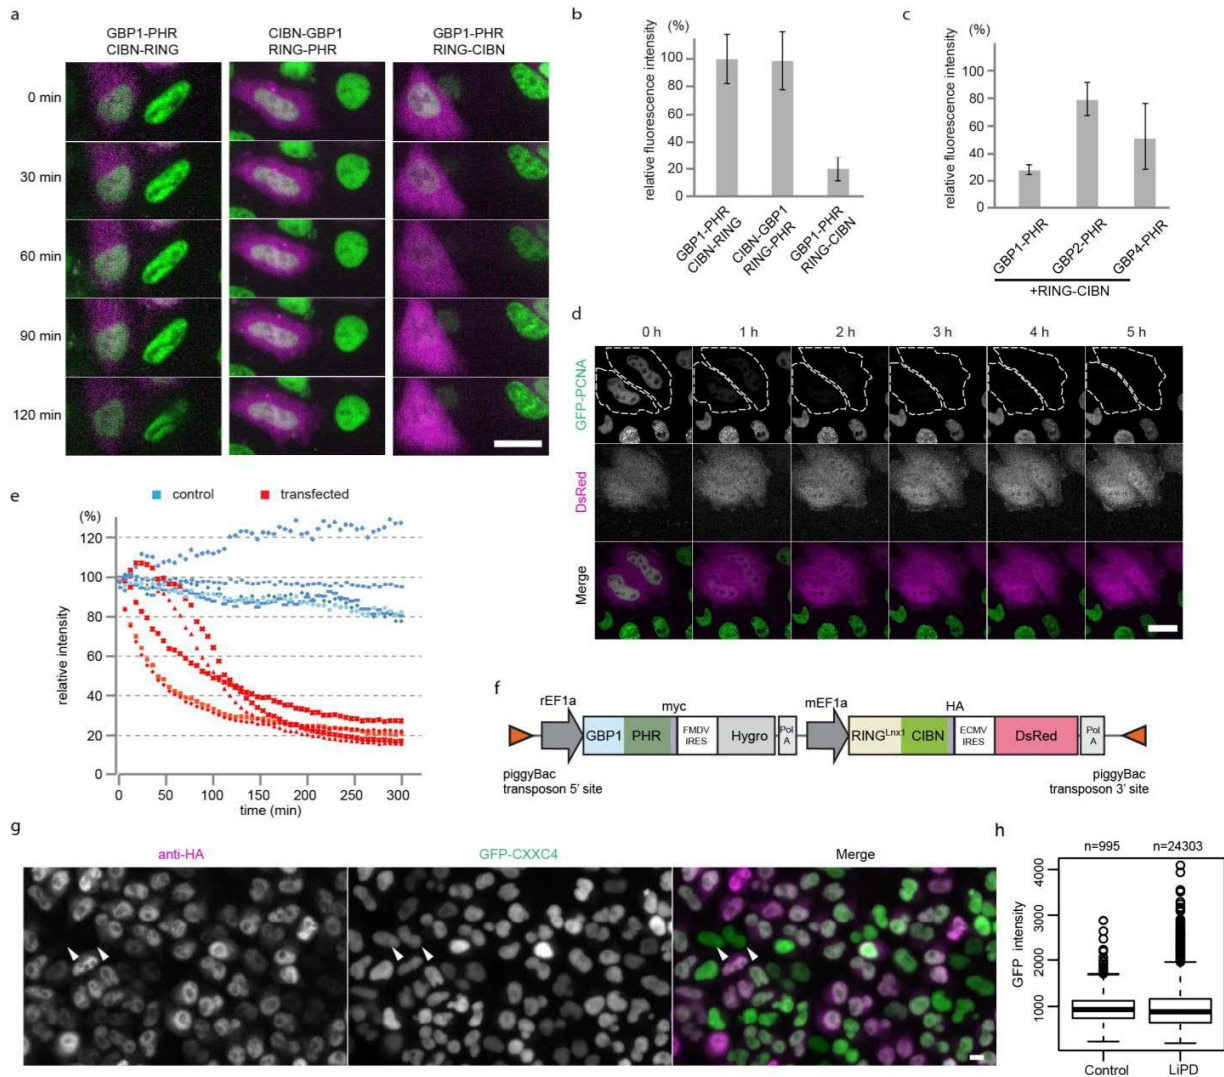 a
GBP1-PHR
CIBN-RING
CIBN-GBP1
RING-PHR
GBP1-PHR
RING-CIBN
0 min
30 min
60 min
90 min
120 min
b
(%)
relative fluorescence intensity
100
80
60
40
20
0
GBP1-PHR
CIBN-RING
CIBN-GBP1
RING-PHR
GBP1-PHR
RING-CIBN
c
(%)
relative fluorescence intensity
100
80
60
40
20
0
GBP1-PHR
GBP2-PHR
GBP4-PHR
+RING-CIBN
d
0 h 1 h 2 h 3 h 4 h 5 h
GFP-PCNA
DsRed
Merge
e
control transfected
(%)
relative intensity
120
100
80
60
40
20
0
0 50 100 150 200 250 300
time (min)
f
rEF1a myc mEF1a HA
GBP1 PHR FMDV IRES Hygro Pol A RING Lnx1 CIBN ECMV IRES DsRed Pol A
piggyBac
transposon 5' site
piggyBac
transposon 3' site
g
anti-HA GFP-CXXC4 Merge
h
n=995 n=24303
GFP intensity
4000
3000
2000
1000
Control LiPD